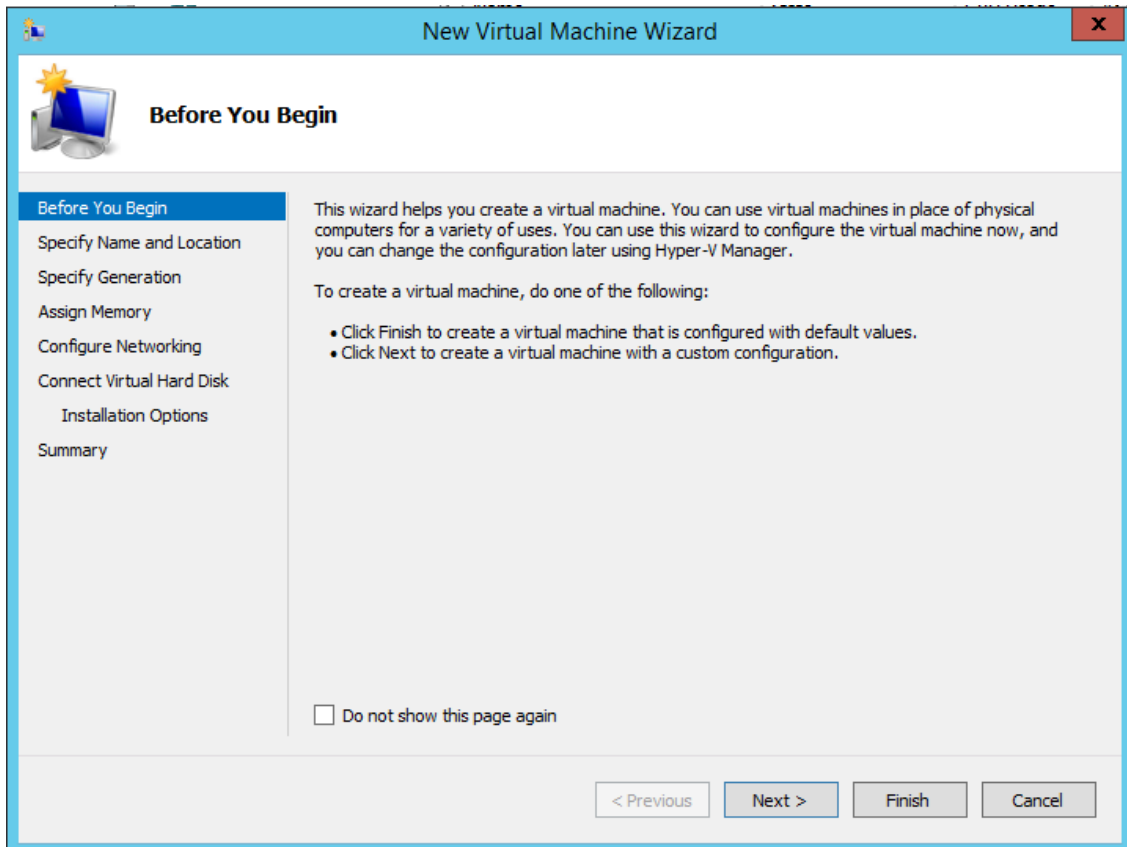 New Virtual Machine Wizard
x
Before You Begin
Before You Begin
Specify Name and Location
Specify Generation
Assign Memory
Configure Networking
Connect Virtual Hard Disk
Installation Options
Summary
This wizard helps you create a virtual machine. You can use virtual machines in place of physical
computers for a variety of uses. You can use this wizard to configure the virtual machine now, and
you can change the configuration later using Hyper-V Manager.
To create a virtual machine, do one of the following:
• Click Finish to create a virtual machine that is configured with default values.
• Click Next to create a virtual machine with a custom configuration.
Do not show this page again
< Previous
Next >
Finish
Cancel